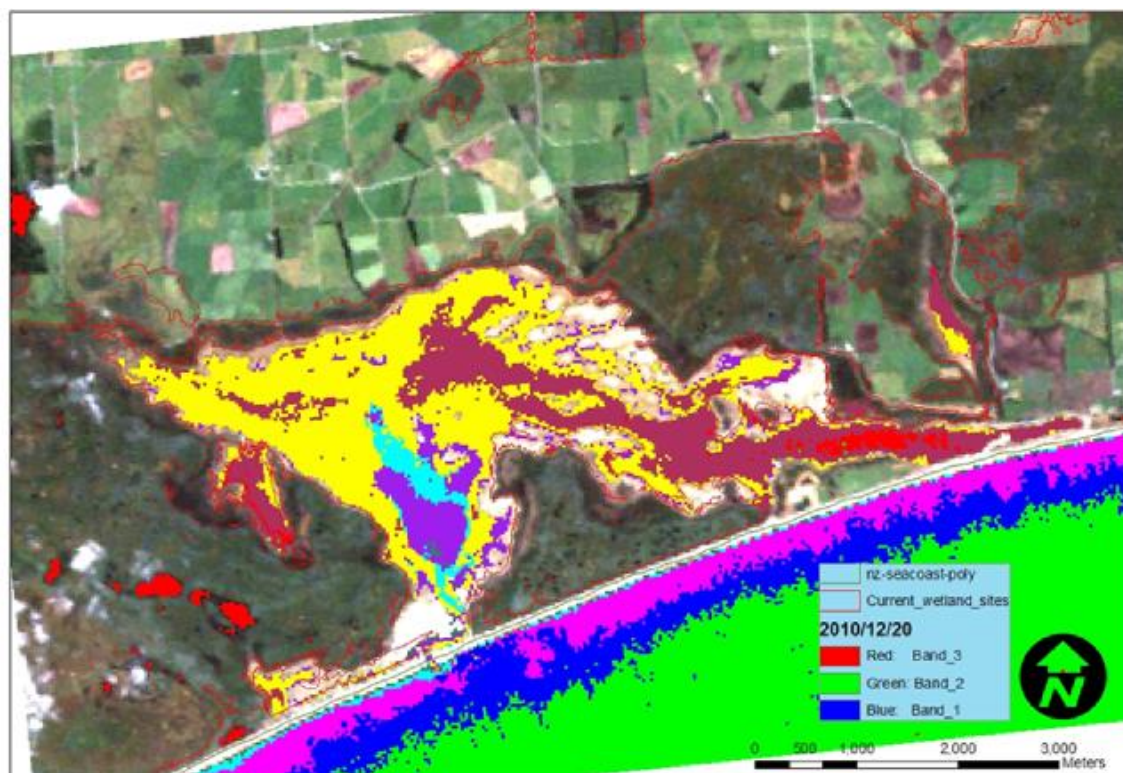 nz-seacoast-poly
Current_wetland_sites
2010/12/20
Red: Band_3
Green: Band_2
Blue: Band_1
N
0 500 1,000 2,000 3,000
Meters